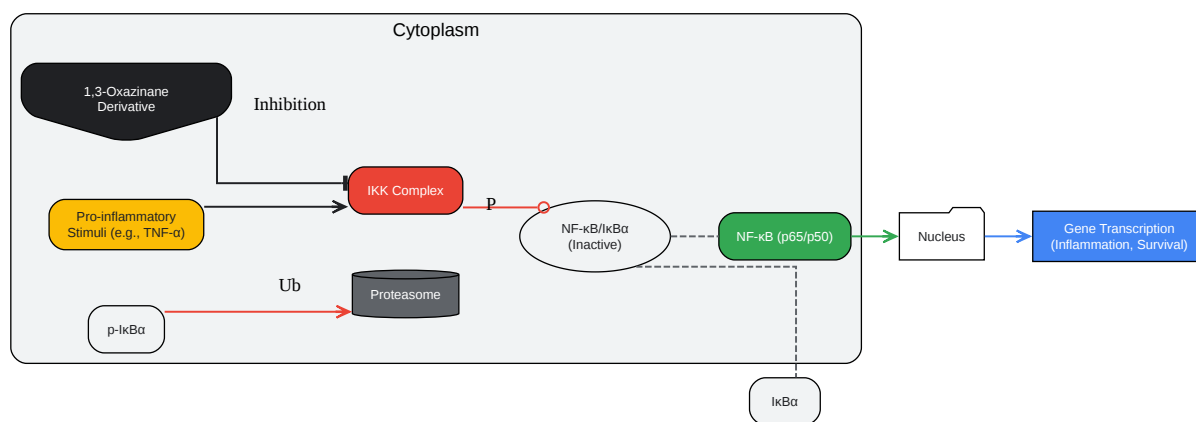 Cytoplasm
1,3-Oxazinane
Derivative
Inhibition
IKK Complex
Pro-inflammatory
Stimuli (e.g., TNF-α)
P
NF-κB/IκBα
(Inactive)
NF-κB (p65/p50)
Nucleus
Gene Transcription
(Inflammation, Survival)
Ub
Proteasome
p-IκBα
IκBα